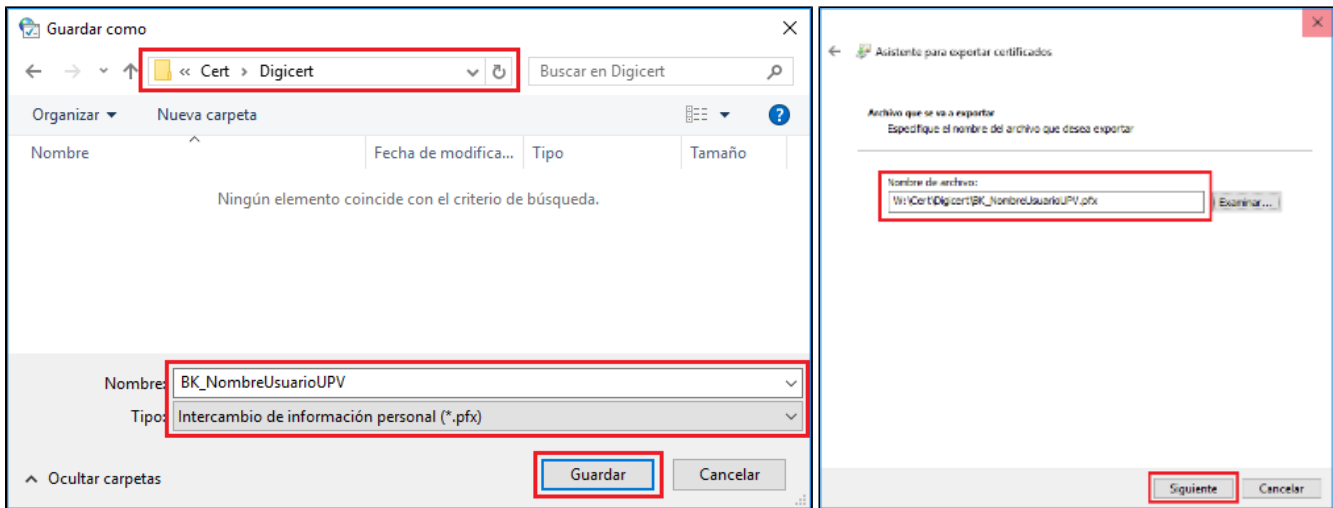 Guardar como
« Cert › Digicert
Buscar en Digicert
Organizar
Nueva carpeta
Nombre
Fecha de modifica...
Tipo
Tamaño
Ningún elemento coincide con el criterio de búsqueda.
Nombre: BK_NombreUsuarioUPV
Tipo: Intercambio de información personal (*.pfx)
Ocultar carpetas
Guardar
Cancelar
Asistente para exportar certificados
Archivo que se va a exportar
Especifique el nombre del archivo que desea exportar
Nombre de archivo:
W:\Cert\Digicert\BK_NombreUsuarioUPV.pfx
Examinar...
Siguiente
Cancelar